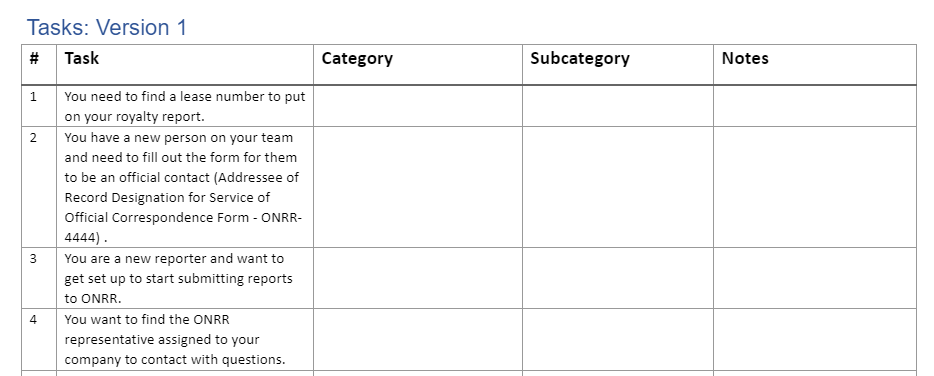 Tasks: Version 1
# Task Category Subcategory Notes
1 You need to find a lease number to put
on your royalty report.
2 You have a new person on your team
and need to fill out the form for them
to be an official contact (Addressee of
Record Designation for Service of
Official Correspondence Form - ONRR-
4444) .
3 You are a new reporter and want to
get set up to start submitting reports
to ONRR.
4 You want to find the ONRR
representative assigned to your
company to contact with questions.